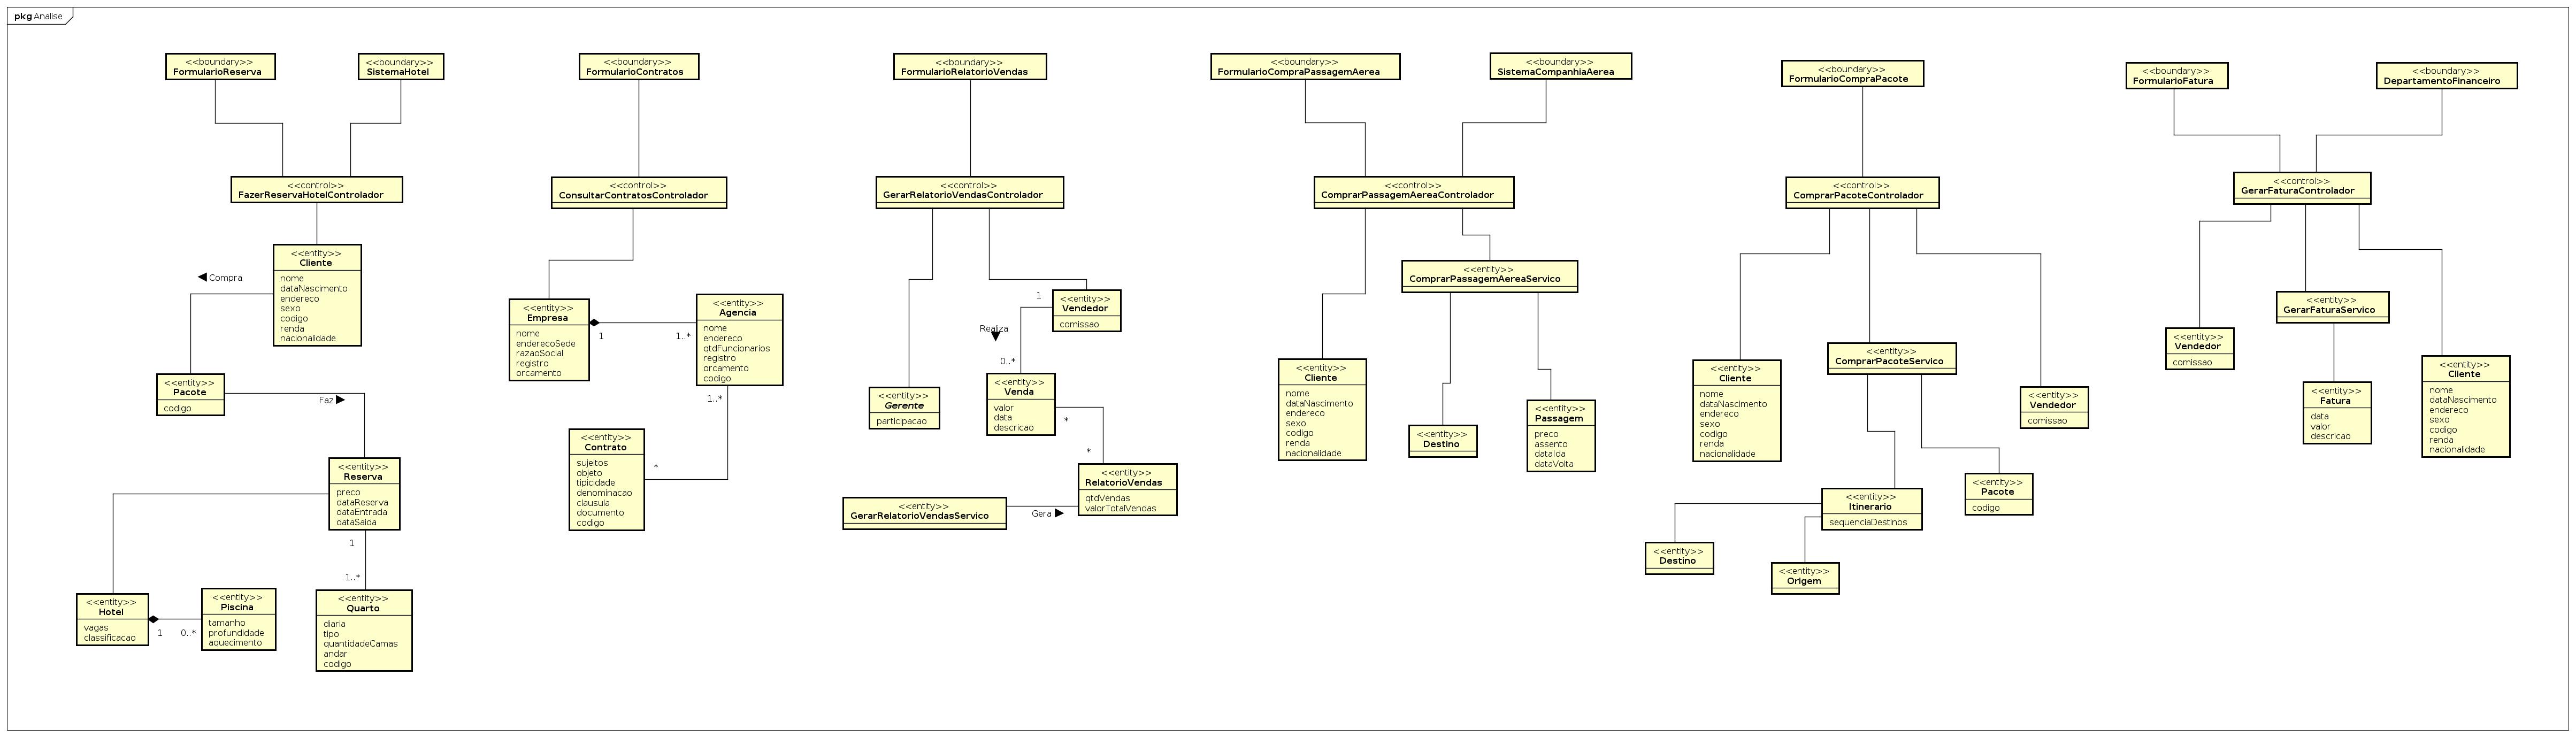 pkg Analise
<<boundary>>
FormularioReserva
<<boundary>>
SistemaHotel
<<control>>
FazerReservaHotelControlador
<<entity>>
Cliente
nome
dataNascimento
endereco
sexo
codigo
renda
nacionalidade
Compra
<<entity>>
Pacote
codigo
Faz
<<entity>>
Reserva
preco
dataReserva
dataEntrada
dataSaida
1
1..*
<<entity>>
Hotel
vagas
classificacao
1
0..*
<<entity>>
Piscina
tamanho
profundidade
aquecimento
<<entity>>
Quarto
diaria
tipo
quantidadeCamas
andar
codigo
<<boundary>>
FormularioContratos
<<control>>
ConsultarContratosControlador
<<entity>>
Empresa
nome
enderecoSede
razaoSocial
registro
orcamento
1
1..*
<<entity>>
Agencia
nome
endereco
qtdFuncionarios
registro
orcamento
codigo
1..*
*
<<entity>>
Contrato
sujeitos
objeto
tipicidade
denominacao
clausula
documento
codigo
<<boundary>>
FormularioRelatorioVendas
<<control>>
GerarRelatorioVendasControlador
1
<<entity>>
Vendedor
comissao
Realiza
0..*
<<entity>>
Gerente
participacao
<<entity>>
Venda
valor
data
descricao
*
*
<<entity>>
RelatorioVendas
qtdVendas
valorTotalVendas
<<entity>>
GerarRelatorioVendasServico
Gera
<<boundary>>
FormularioCompraPassagemAerea
<<boundary>>
SistemaCompanhiaAerea
<<control>>
ComprarPassagemAereaControlador
<<entity>>
ComprarPassagemAereaServico
<<entity>>
Cliente
nome
dataNascimento
endereco
sexo
codigo
renda
nacionalidade
<<entity>>
Destino
<<entity>>
Passagem
preco
assento
dataIda
dataVolta
<<boundary>>
FormularioCompraPacote
<<control>>
ComprarPacoteControlador
<<entity>>
ComprarPacoteServico
<<entity>>
Cliente
nome
dataNascimento
endereco
sexo
codigo
renda
nacionalidade
<<entity>>
Vendedor
comissao
<<entity>>
Itinerario
sequenciaDestinos
<<entity>>
Pacote
codigo
<<entity>>
Destino
<<entity>>
Origem
<<boundary>>
FormularioFatura
<<boundary>>
DepartamentoFinanceiro
<<control>>
GerarFaturaControlador
<<entity>>
GerarFaturaServico
<<entity>>
Vendedor
comissao
<<entity>>
Fatura
data
valor
descricao
<<entity>>
Cliente
nome
dataNascimento
endereco
sexo
codigo
renda
nacionalidade